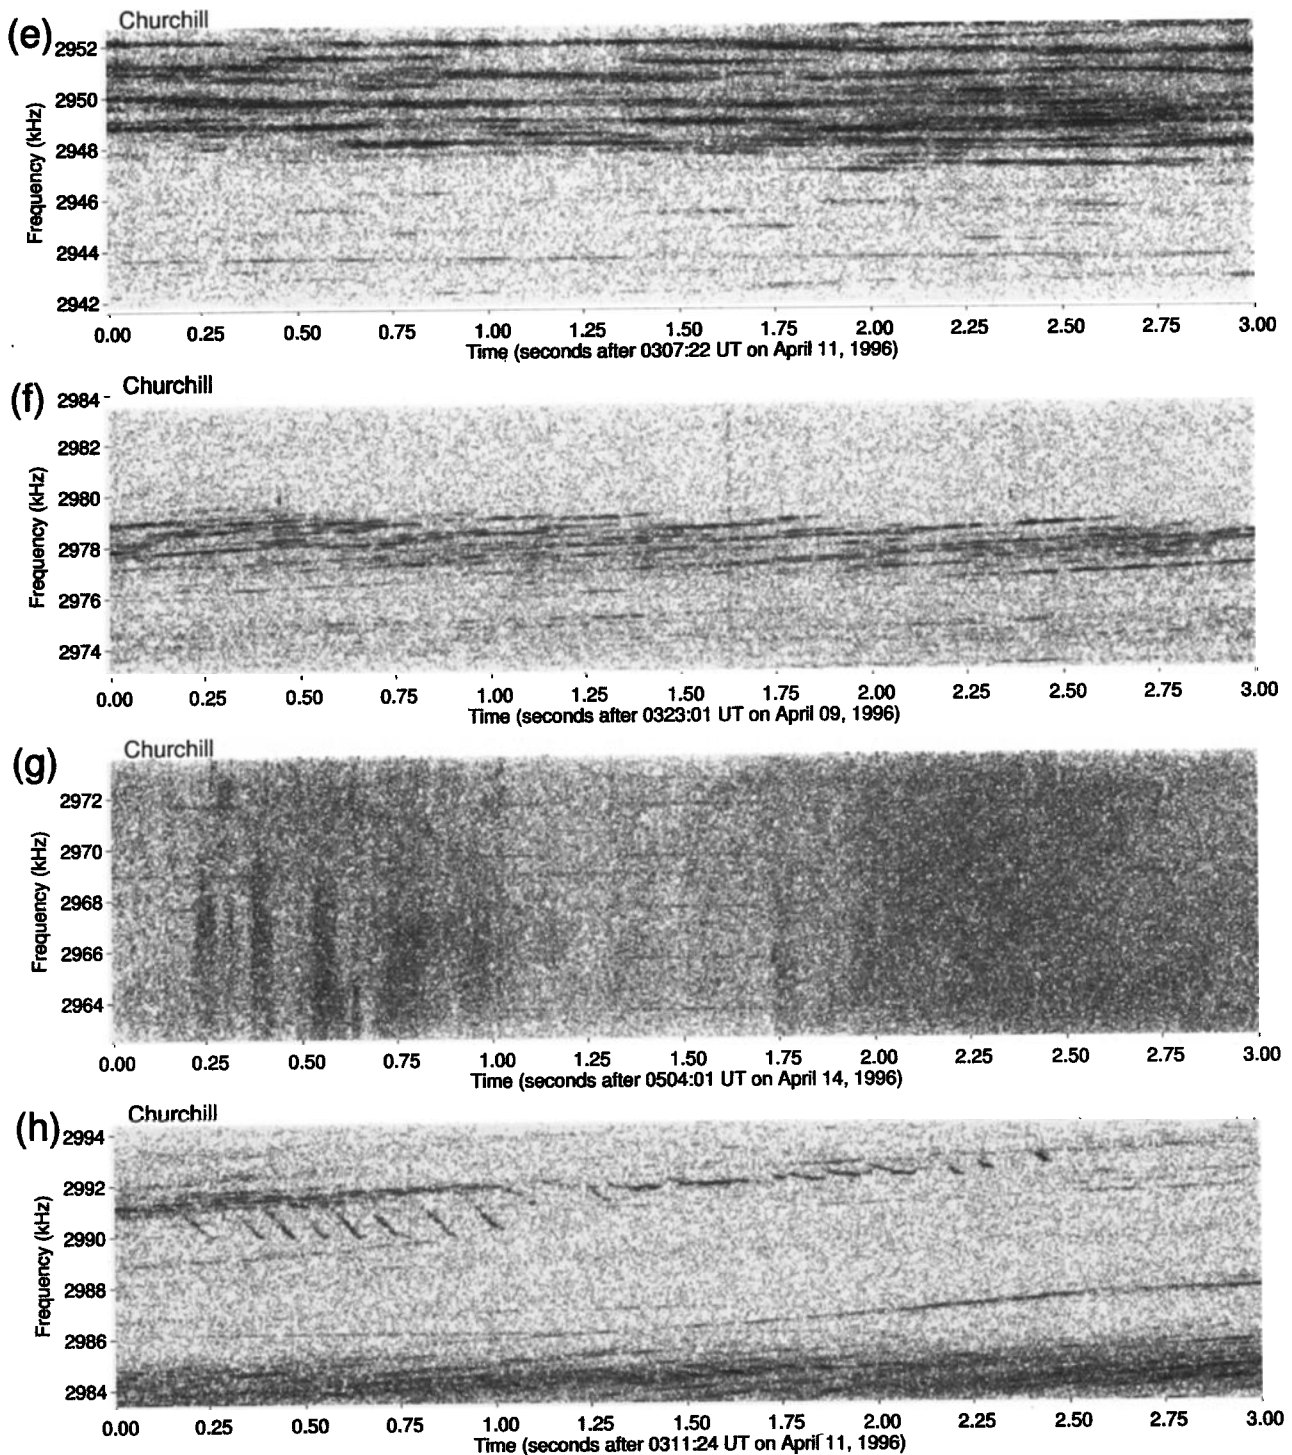 (e)
Churchill
Frequency (kHz)
2952
2950
2948
2946
2944
2942
0.00 0.25 0.50 0.75 1.00 1.25 1.50 1.75 2.00 2.25 2.50 2.75 3.00
Time (seconds after 0307:22 UT on April 11, 1996)
(f)
Churchill
Frequency (kHz)
2984
2982
2980
2978
2976
2974
0.00 0.25 0.50 0.75 1.00 1.25 1.50 1.75 2.00 2.25 2.50 2.75 3.00
Time (seconds after 0323:01 UT on April 09, 1996)
(g)
Churchill
Frequency (kHz)
2972
2970
2968
2966
2964
0.00 0.25 0.50 0.75 1.00 1.25 1.50 1.75 2.00 2.25 2.50 2.75 3.00
Time (seconds after 0504:01 UT on April 14, 1996)
(h)
Churchill
Frequency (kHz)
2994
2992
2990
2988
2986
2984
0.00 0.25 0.50 0.75 1.00 1.25 1.50 1.75 2.00 2.25 2.50 2.75 3.00
Time (seconds after 0311:24 UT on April 11, 1996)